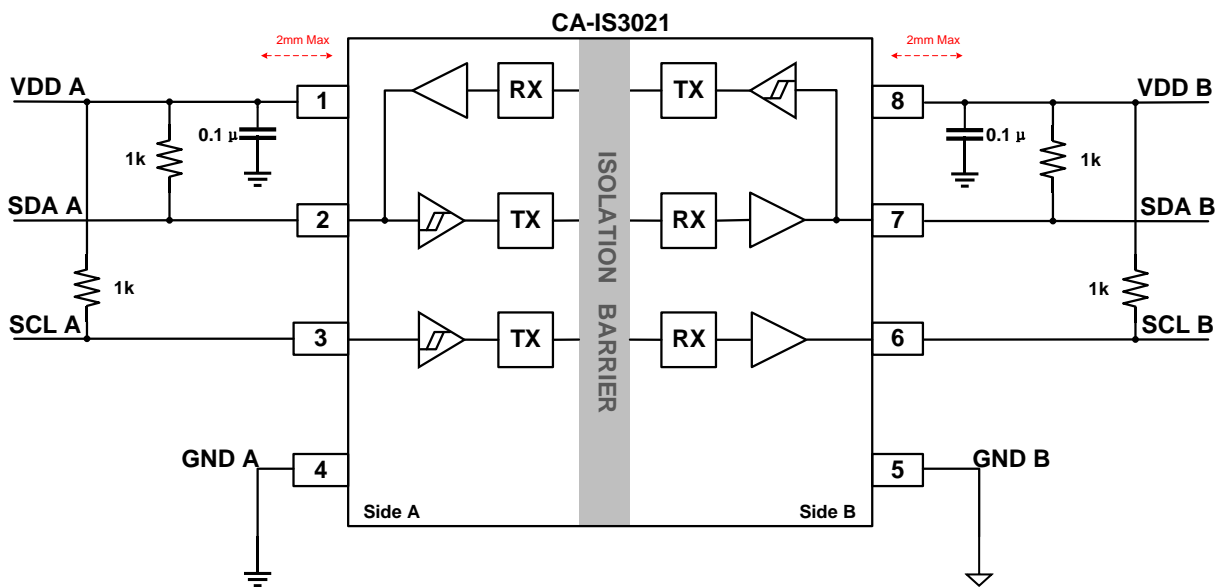 CA-IS3021
2mm Max
2mm Max
VDD A
1
RX
TX
8
VDD B
0.1 μ
0.1 μ
1k
1k
SDA A
2
TX
RX
7
SDA B
ISOLATION BARRIER
1k
1k
SCL A
3
TX
RX
6
SCL B
GND A
4
5
GND B
Side A
Side B